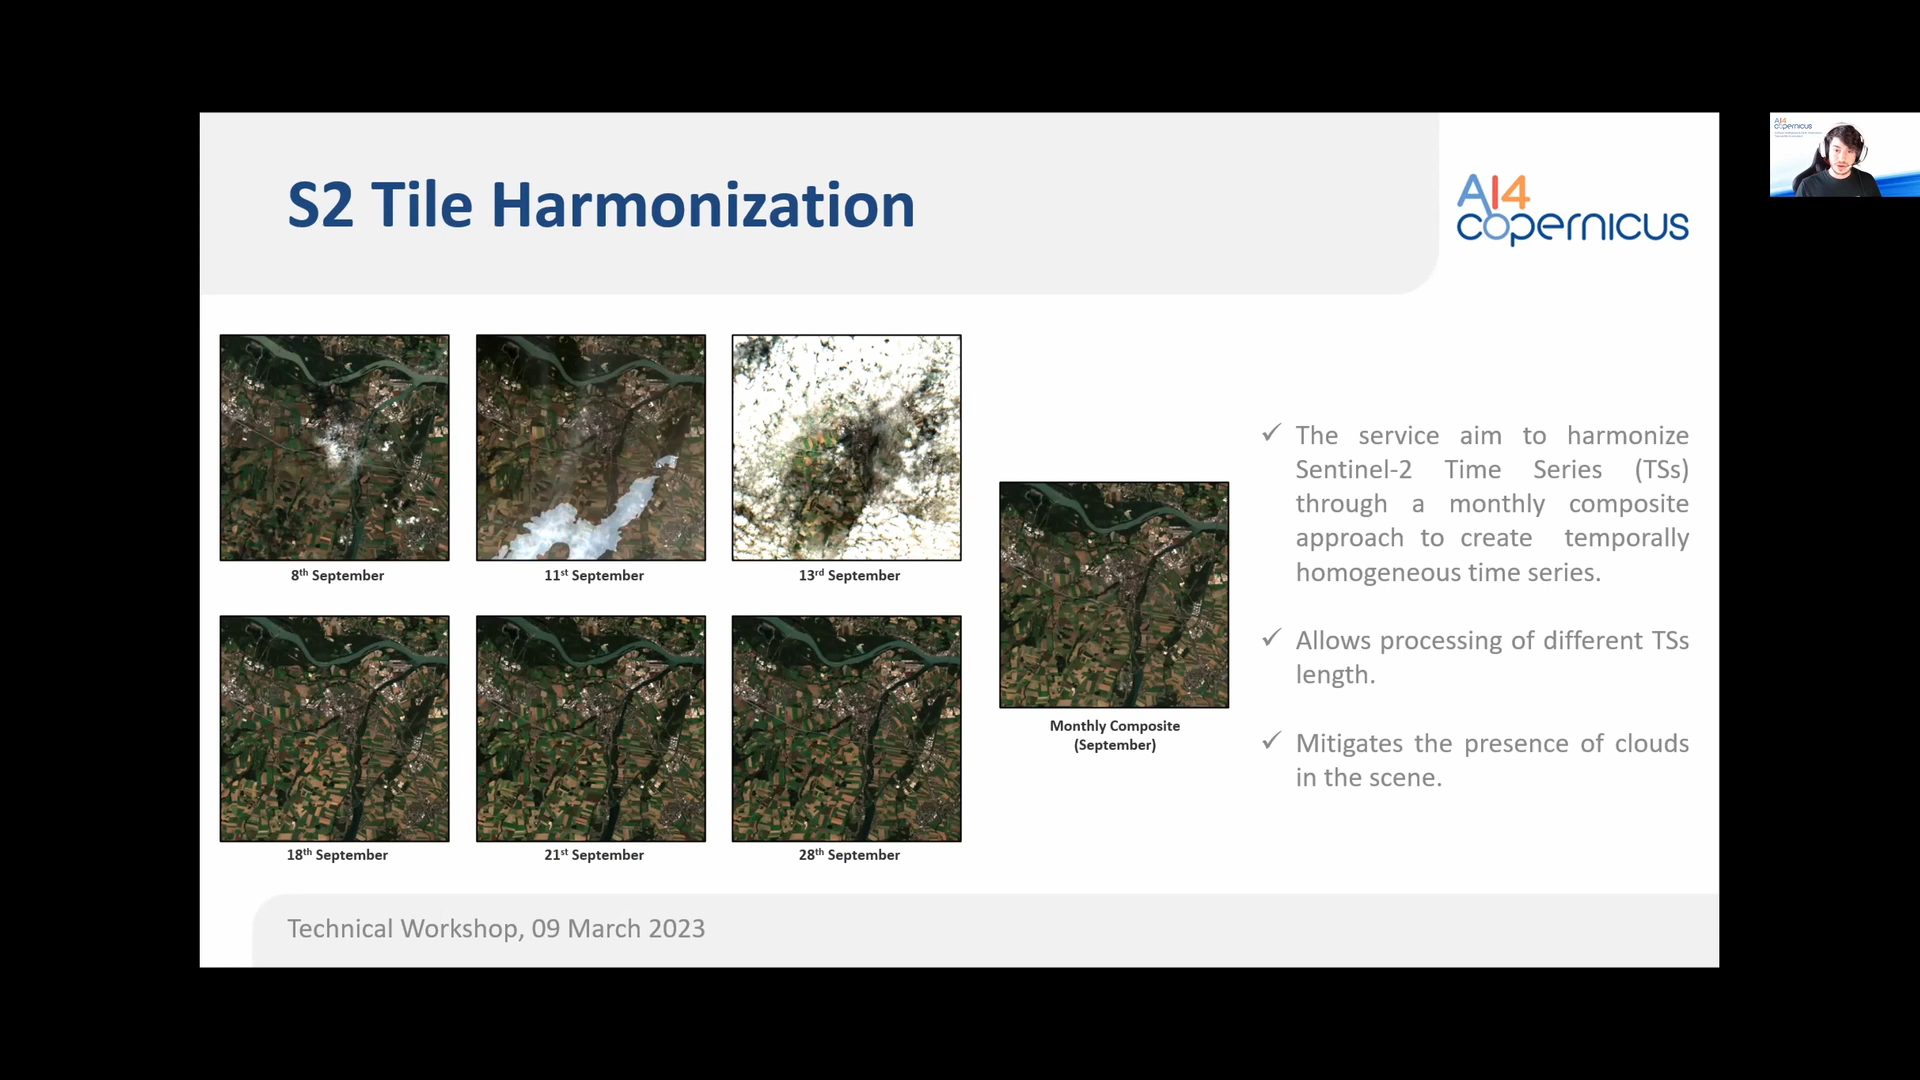 S2 Tile Harmonization
AI4
copernicus
AI4
copernicus
8th September
11st September
13rd September
18th September
21st September
28th September
Monthly Composite
(September)
✓ The service aim to harmonize
Sentinel-2 Time Series (TSs)
through a monthly composite
approach to create temporally
homogeneous time series.
✓ Allows processing of different TSs
length.
✓ Mitigates the presence of clouds
in the scene.
Technical Workshop, 09 March 2023